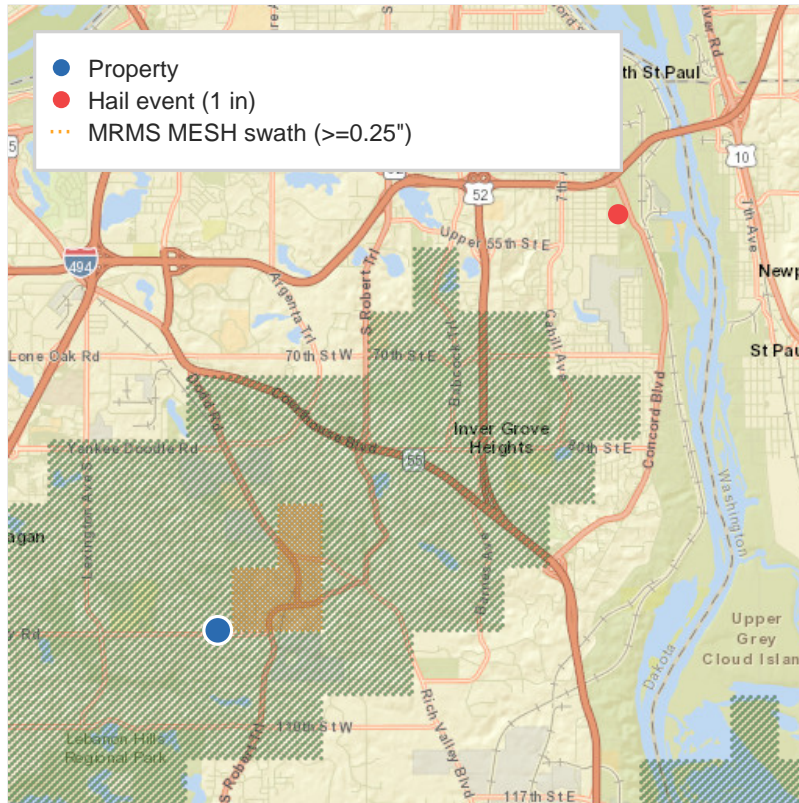 Property
Hail event (1 in)
MRMS MESH swath (>=0.25")
th St Paul
10
52
7th A
7th Ave
Upper 55th St E
494
Argenta Trl
S Robert Trl
Newp
Lone Oak Rd
70th St W
70th St E
Babcock Trl
Cahill Ave
St Pau
Dodd Rd
Courthouse Blvd
Concord Blvd
Inver Grove
Heights
Yankee Doodle Rd
55
80th St E
Lexington Ave S
Washington
agan
Barnes Ave
y Rd
Upper
Grey
Cloud Islan
Dakota
Rich Valley Blvd
110th St W
Lebanon Hills
Regional Park
S Robert Trl
117th St E